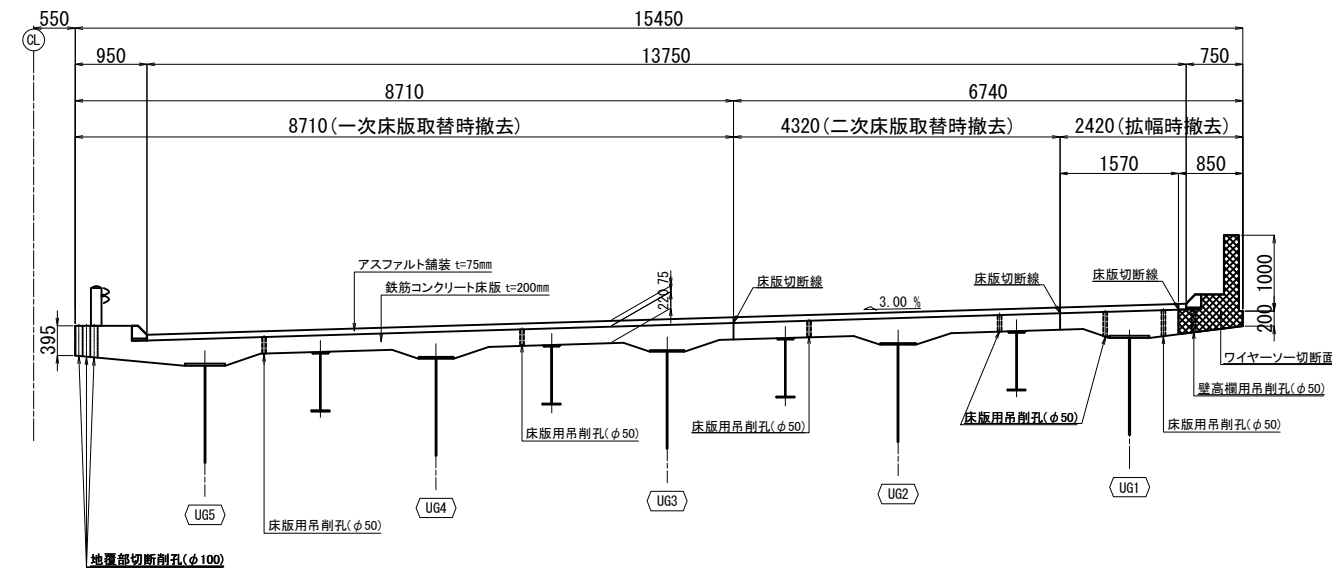 550
15450
CL
950
13750
750
8710
6740
8710(一次床版取替時撤去)
4320(二次床版取替時撤去)
2420(拡幅時撤去)
1570
850
アスファルト舗装 t=75mm
鉄筋コンクリート床版 t=200mm
75
220
床版切断線
3.00 %
床版切断線
床版切断線
1000
200
395
ワイヤーソー切断面
壁高欄用吊削孔(φ50)
床版用吊削孔(φ50)
床版用吊削孔(φ50)
床版用吊削孔(φ50)
床版用吊削孔(φ50)
UG5
UG4
UG3
UG2
UG1
床版用吊削孔(φ50)
地覆部切断削孔(φ100)